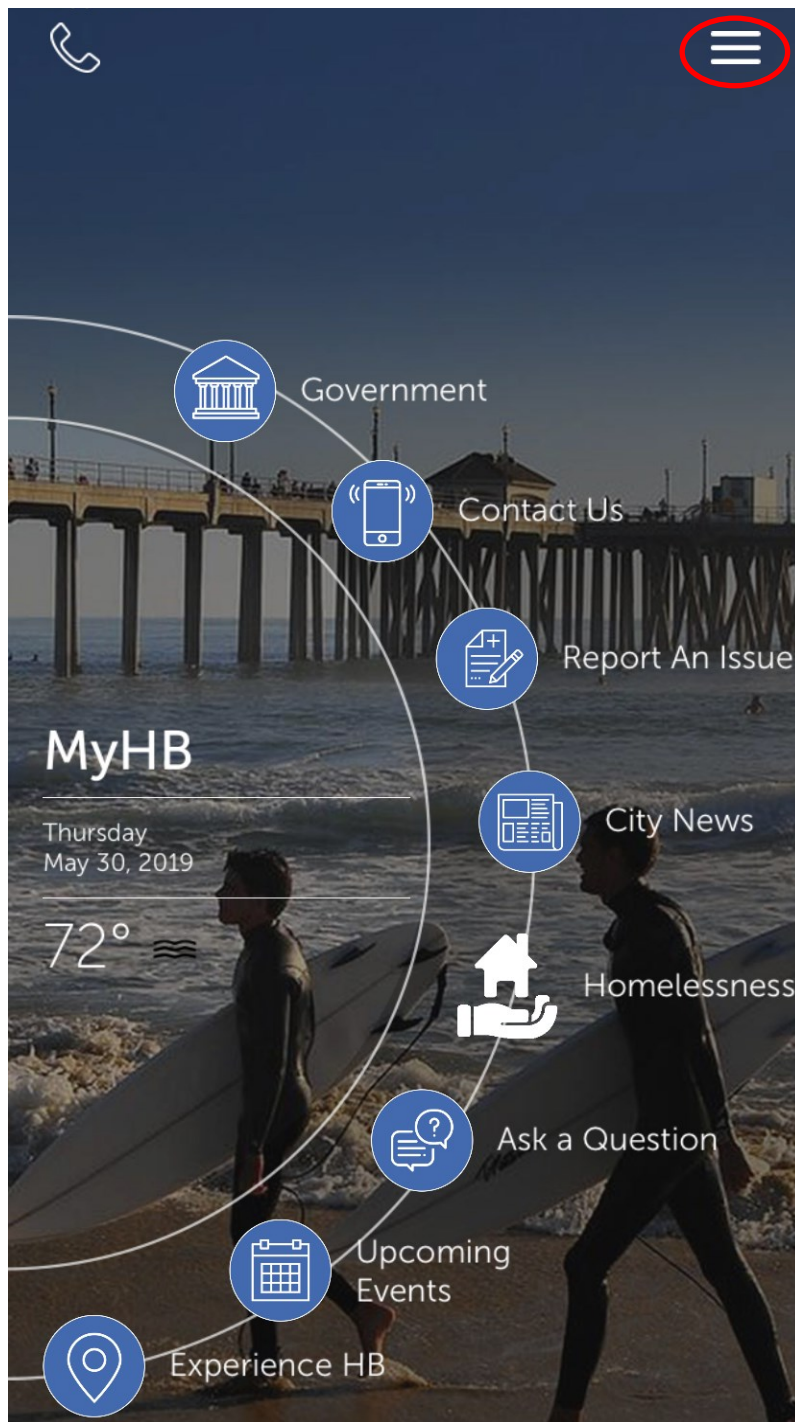 Government
Contact Us
Report An Issue
MyHB
City News
Thursday
May 30, 2019
72°
Homelessness
Ask a Question
Upcoming
Events
Experience HB